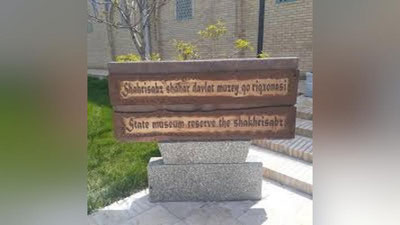 Shahrisabz shahar davlat muzey qo riqxonasi
State museum reserve the shakhrisabz